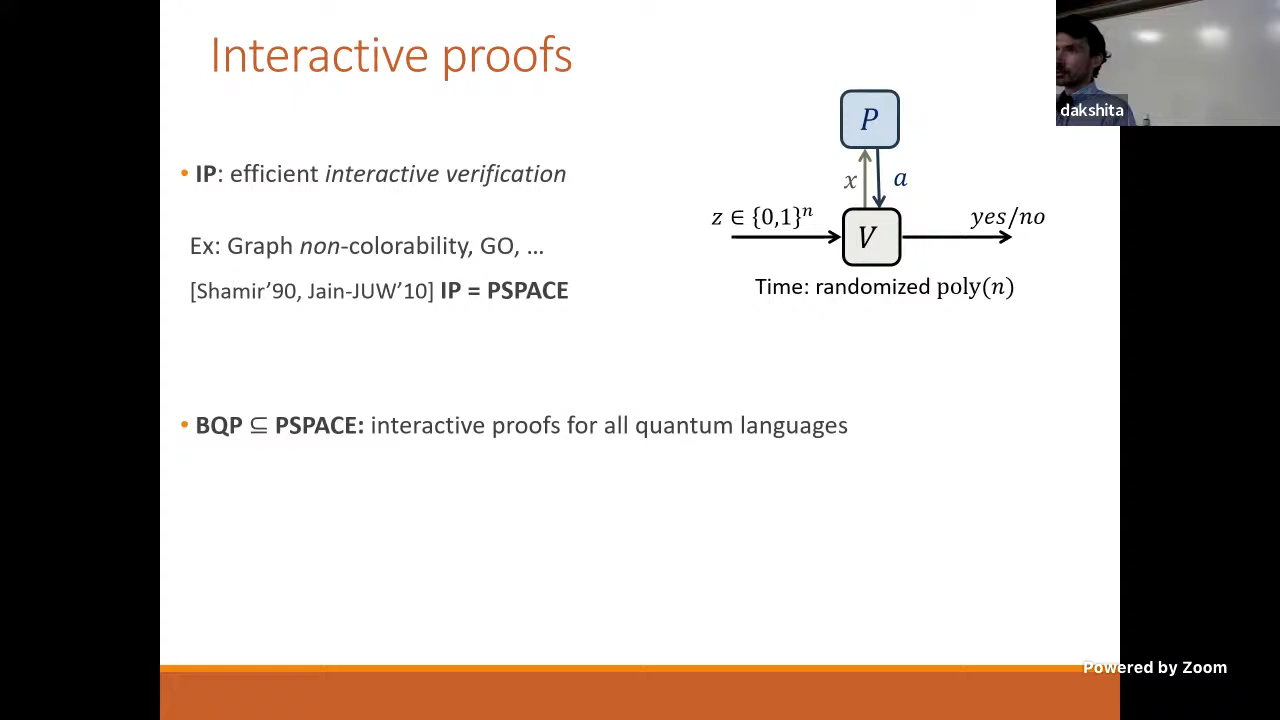 Interactive proofs
dakshita
P
• IP: efficient interactive verification
x
a
z ∈ {0,1}ⁿ
yes/no
V
Ex: Graph non-colorability, GO, …
[Shamir’90, Jain-JUW’10] IP = PSPACE
Time: randomized poly(n)
• BQP ⊆ PSPACE: interactive proofs for all quantum languages
Powered by Zoom